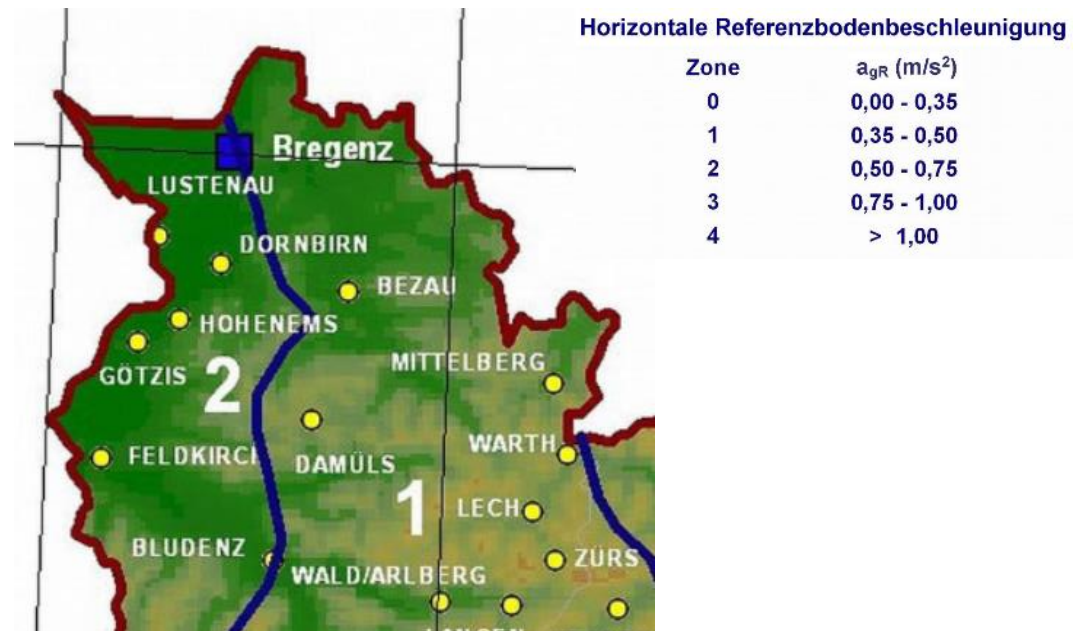 Horizontale Referenzbodenbeschleunigung
Zone agR (m/s²)
0 0,00 - 0,35
1 0,35 - 0,50
2 0,50 - 0,75
3 0,75 - 1,00
4 > 1,00
Bregenz
LUSTENAU
DORNBIRN
BEZAU
HOHENEMS
MITTELBERG
GÖTZIS
2
WARTH
FELDKIRCH
DAMÜLS
1
LECH
BLUDENZ
ZÜRS
WALD/ARLBERG